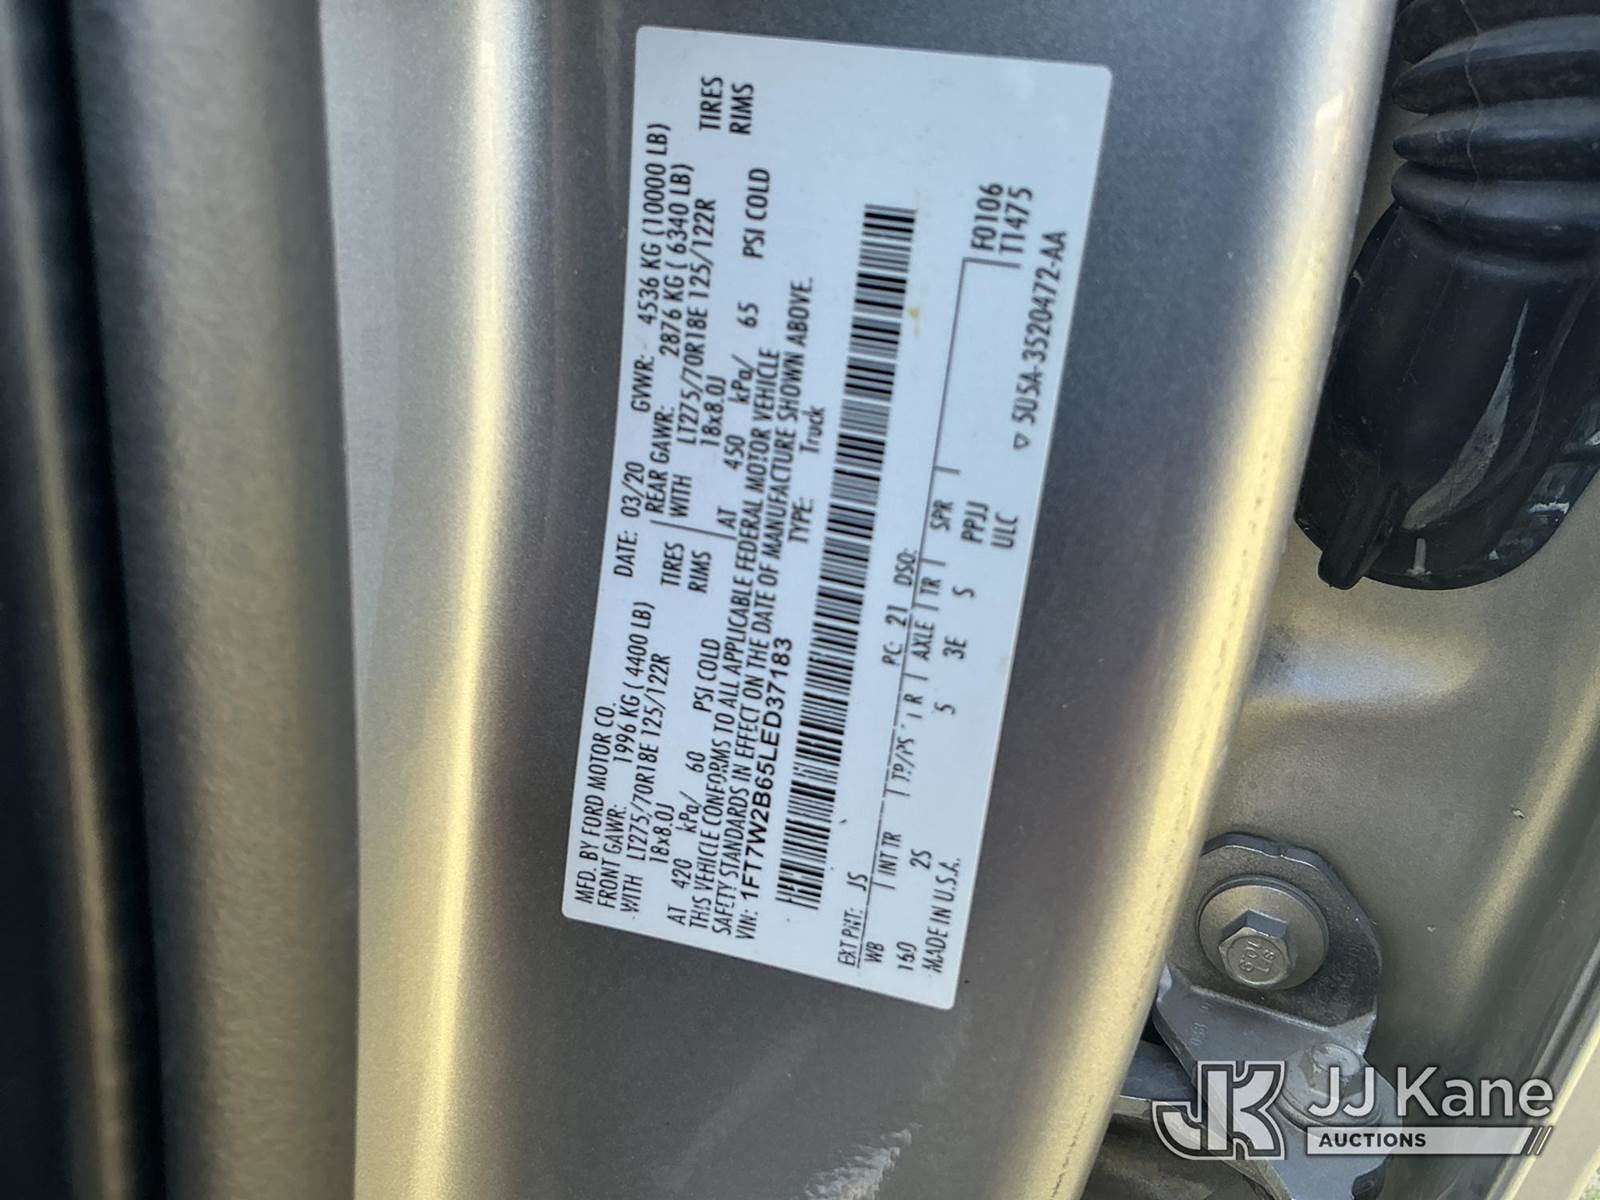 MFD. BY FORD MOTOR CO. DATE: 03/20 GVWR: 4536 KG (10000 LB)
FRONT GAWR: 1996 KG ( 4400 LB) REAR GAWR: 2876 KG ( 6340 LB)
WITH LT275/70R18E 125/122R TIRES WITH LT275/70R18E 125/122R TIRES
18x8.0J RIMS 18x8.0J RIMS
AT 420 kPa/ 60 PSI COLD AT 450 kPa/ 65 PSI COLD
THIS VEHICLE CONFORMS TO ALL APPLICABLE FEDERAL MOTOR VEHICLE
SAFETY STANDARDS IN EFFECT ON THE DATE OF MANUFACTURE SHOWN ABOVE.
VIN: 1FT7W2B65LED37183 TYPE: Truck
EXT PNT: JS PC: 21 DSO:
WB INT TR TP/PS R AXLE TR SPR F0106
160 25 5 3E S PPJJ T1475
MADE IN U.S.A. ULC
▽ 5U5A-3520472-AA
10.9
JK JJ Kane
AUCTIONS